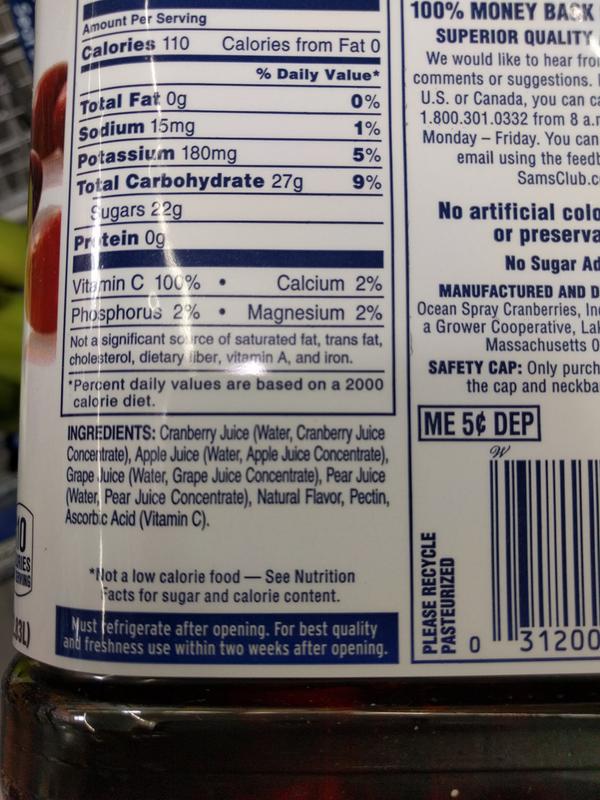 Amount Per Serving
Calories 110 Calories from Fat 0
% Daily Value*
Total Fat 0g 0%
Sodium 15mg 1%
Potassium 180mg 5%
Total Carbohydrate 27g 9%
Sugars 22g
Protein 0g
Vitamin C 100% • Calcium 2%
Phosphorus 2% • Magnesium 2%
Not a significant source of saturated fat, trans fat,
cholesterol, dietary fiber, vitamin A, and iron.
*Percent daily values are based on a 2000
calorie diet.
INGREDIENTS: Cranberry Juice (Water, Cranberry Juice
Concentrate), Apple Juice (Water, Apple Juice Concentrate),
Grape Juice (Water, Grape Juice Concentrate), Pear Juice
(Water, Pear Juice Concentrate), Natural Flavor, Pectin,
Ascorbic Acid (Vitamin C).
*Not a low calorie food — See Nutrition
Facts for sugar and calorie content.
Must refrigerate after opening. For best quality
and freshness use within two weeks after opening.
100% MONEY BACK
SUPERIOR QUALITY
We would like to hear from
comments or suggestions.
U.S. or Canada, you can
1.800.301.0332 from 8 a.m
Monday – Friday. You can
email using the
SamsClub.c
No artificial colo
or preserva
No Sugar Ad
MANUFACTURED AND D
Ocean Spray Cranberries, Inc
a Grower Cooperative, Lak
Massachusetts 0
SAFETY CAP: Only purch
the cap and neckba
ME 5¢ DEP
W
PLEASE RECYCLE
PASTEURIZED
0 31200